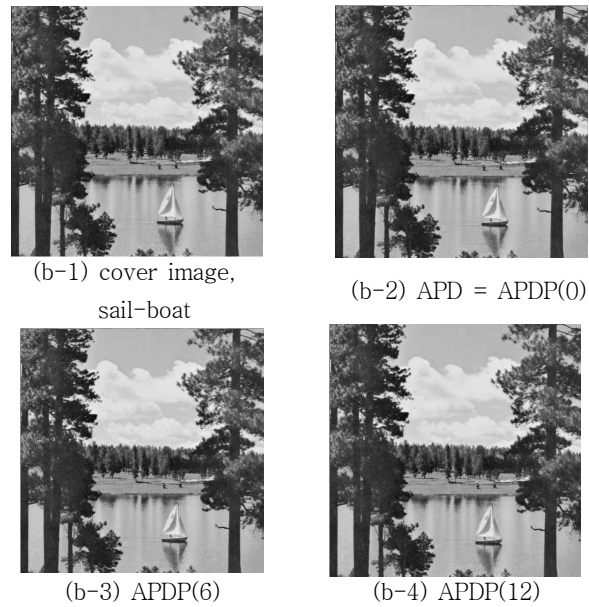 (b-1) cover image,
sail-boat
(b-2) APD = APDP(0)
(b-3) APDP(6)
(b-4) APDP(12)